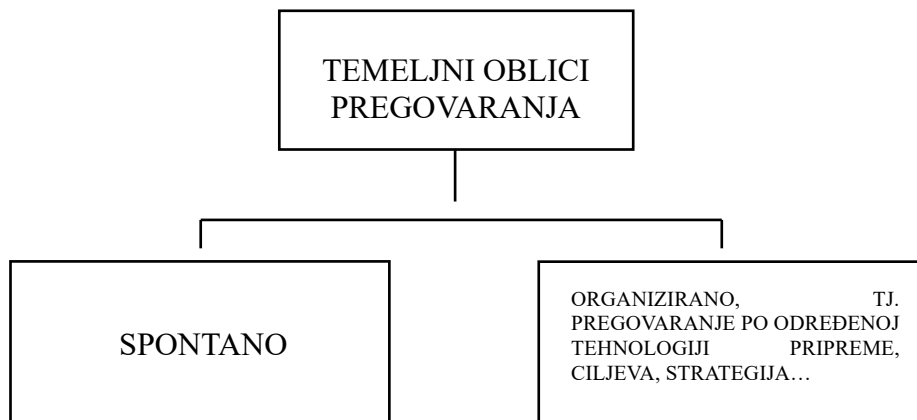 TEMELJNI OBLICI
PREGOVARANJA
SPONTANO
ORGANIZIRANO, TJ.
PREGOVARANJE PO ODREĐENOJ
TEHNOLOGIJI PRIPREME,
CILJEVA, STRATEGIJA…